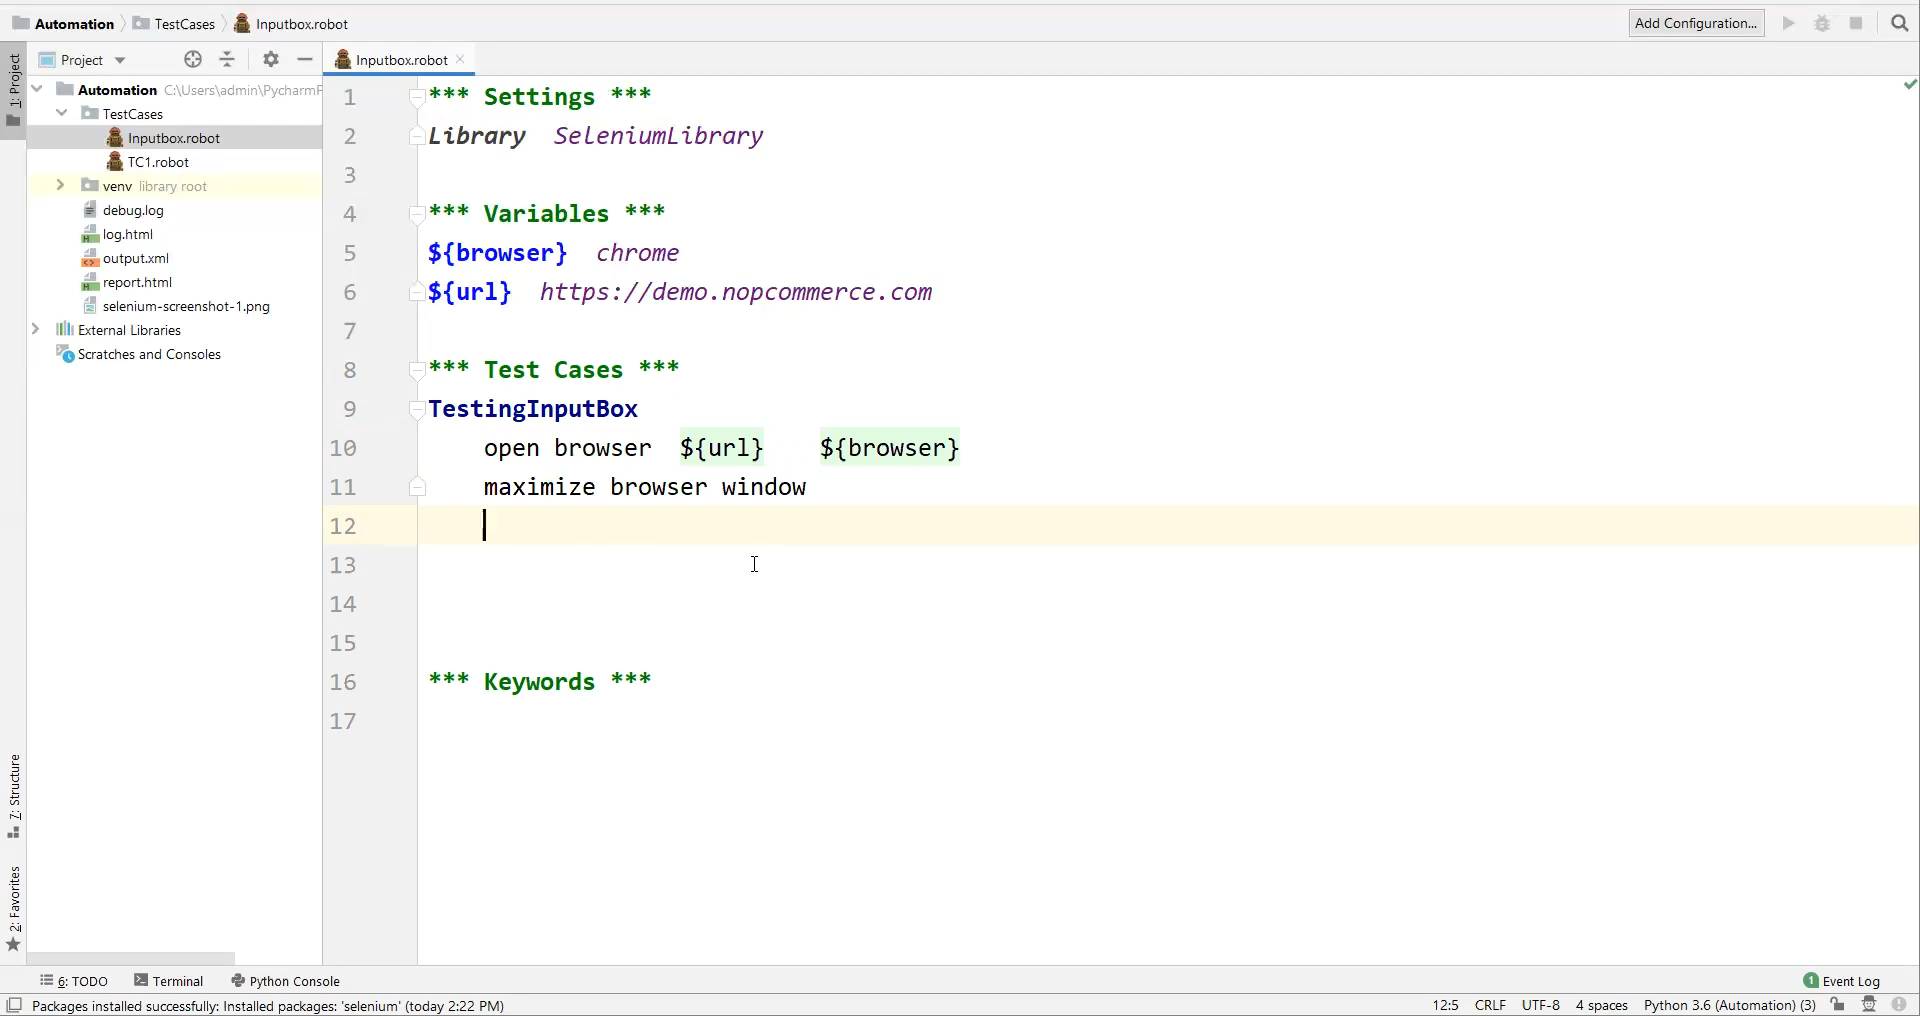 Automation TestCases Inputbox.robot Add Configuration...
1: Project
Project
Inputbox.robot
Automation C:\Users\admin\PycharmP
TestCases
Inputbox.robot
TC1.robot
venv library root
debug.log
log.html
output.xml
report.html
selenium-screenshot-1.png
External Libraries
Scratches and Consoles
1 *** Settings ***
2 Library SeleniumLibrary
3
4 *** Variables ***
5 ${browser} chrome
6 ${url} https://demo.nopcommerce.com
7
8 *** Test Cases ***
9 TestingInputBox
10 open browser ${url} ${browser}
11 maximize browser window
12
13
14
15
16 *** Keywords ***
17
7: Structure
2: Favorites
6: TODO Terminal Python Console 1 Event Log
Packages installed successfully: Installed packages: 'selenium' (today 2:22 PM) 12:5 CRLF UTF-8 4 spaces Python 3.6 (Automation) (3)